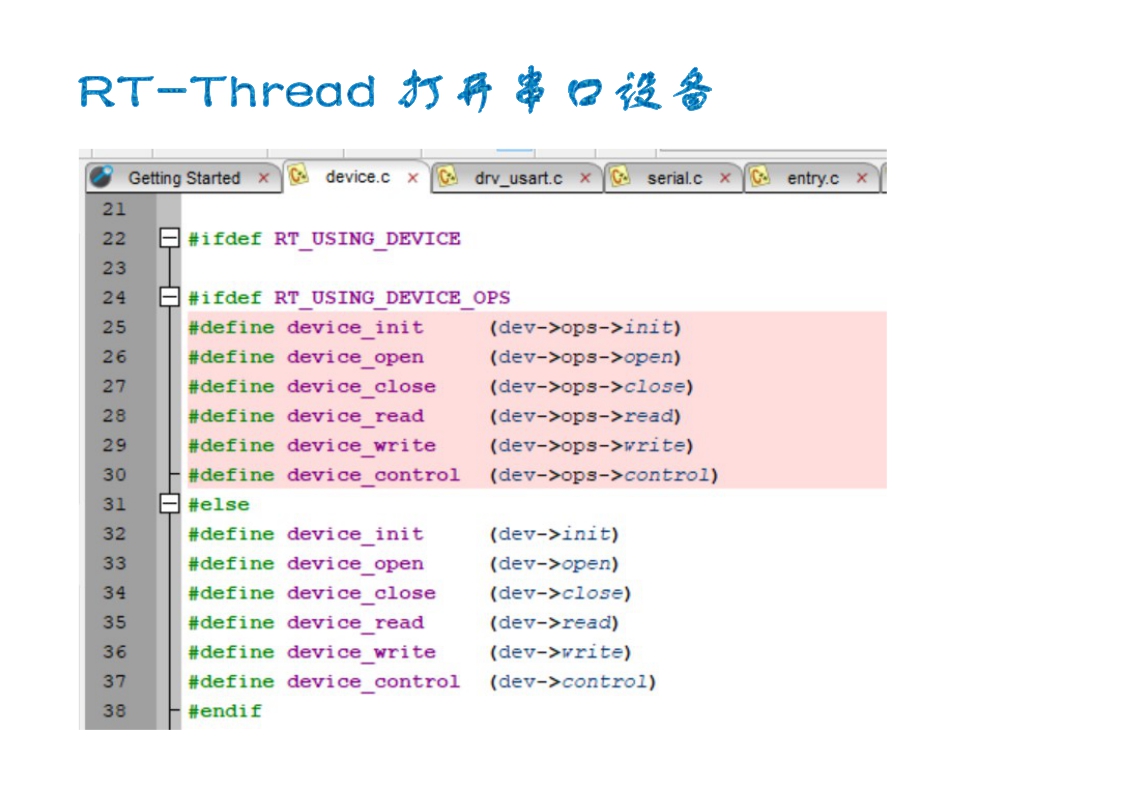 RT-Thread 打开串口设备
Getting Started × device.c × drv_usart.c × serial.c × entry.c ×
21
22 #ifdef RT_USING_DEVICE
23
24 #ifdef RT_USING_DEVICE_OPS
25 #define device_init (dev->ops->init)
26 #define device_open (dev->ops->open)
27 #define device_close (dev->ops->close)
28 #define device_read (dev->ops->read)
29 #define device_write (dev->ops->write)
30 #define device_control (dev->ops->control)
31 #else
32 #define device_init (dev->init)
33 #define device_open (dev->open)
34 #define device_close (dev->close)
35 #define device_read (dev->read)
36 #define device_write (dev->write)
37 #define device_control (dev->control)
38 #endif